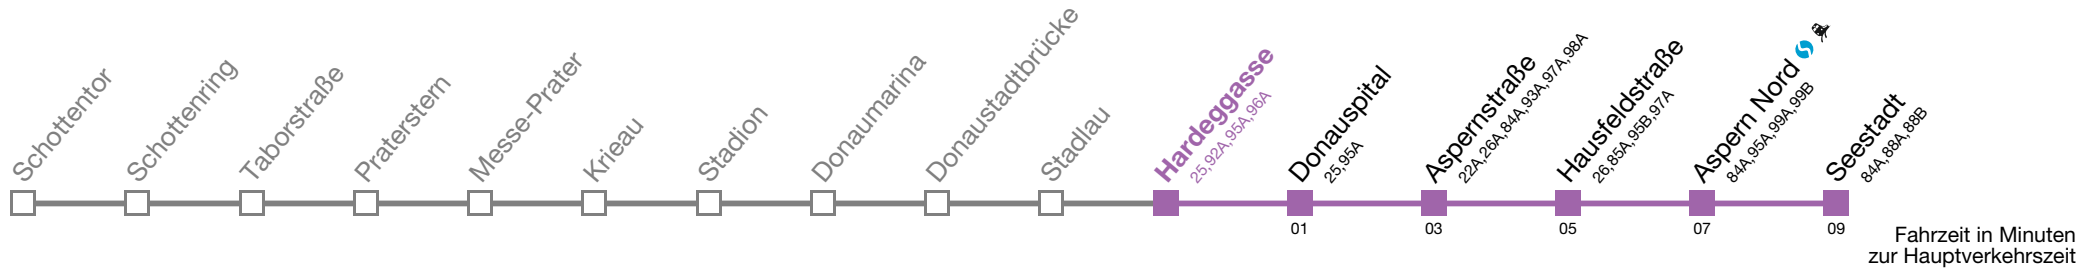 Schottentor
Schottenring
Taborstraße
Praterstern
Messe-Prater
Krieau
Stadion
Donaumarina
Donaustadtbrücke
Stadlau
Hardeggasse
25,92A,95A,96A
Donauspital
25,95A
Aspernstraße
22A,26A,84A,93A,97A,98A
Hausfeldstraße
26,85A,95B,97A
Aspern Nord
84A,95A,99A,99B
Seestadt
84A,88A,88B
01
03
05
07
09
Fahrzeit in Minuten
zur Hauptverkehrszeit